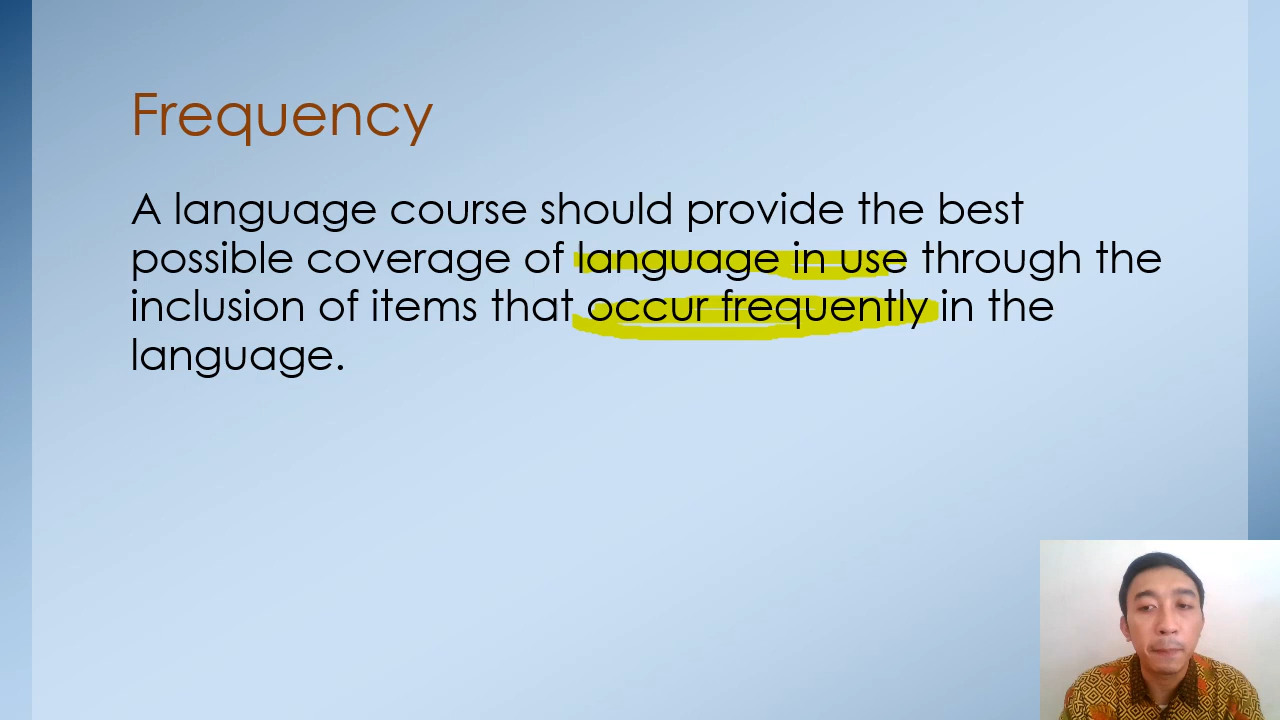 Frequency
A language course should provide the best
possible coverage of language in use through the
inclusion of items that occur frequently in the
language.